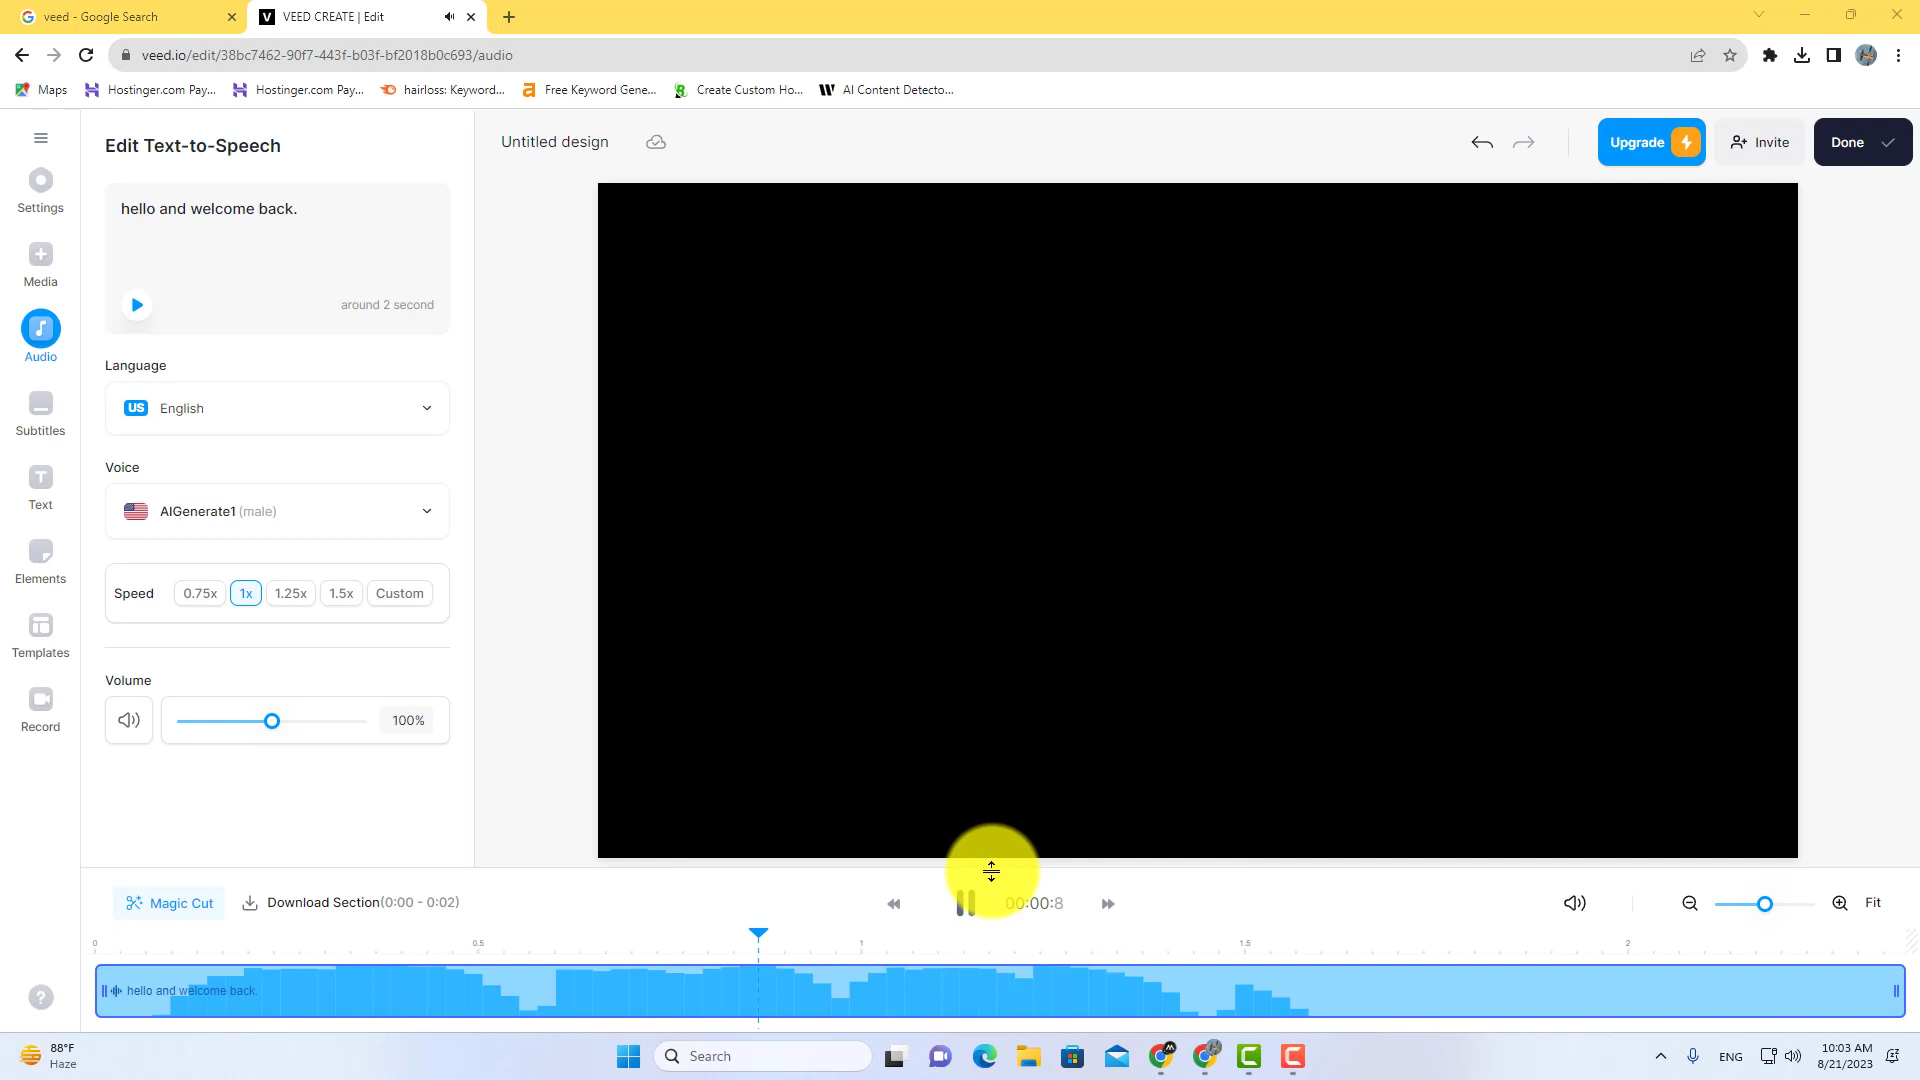 veed - Google Search
VEED CREATE | Edit
veed.io/edit/38bc7462-90f7-443f-b03f-bf2018b0c693/audio
Maps
Hostinger.com Pay...
Hostinger.com Pay...
hairloss: Keyword...
Free Keyword Gene...
Create Custom Ho...
AI Content Detecto...
Edit Text-to-Speech
Untitled design
Upgrade
Invite
Done
Settings
Media
Audio
Subtitles
Text
Elements
Templates
Record
hello and welcome back.
around 2 second
Language
US English
Voice
AIGenerate1 (male)
Speed 0.75x 1x 1.25x 1.5x Custom
Volume
100%
Magic Cut
Download Section(0:00 - 0:02)
00:00:8
Fit
0 0.5 1 1.5 2
hello and welcome back.
88°F
Haze
Search
ENG
10:03 AM
8/21/2023